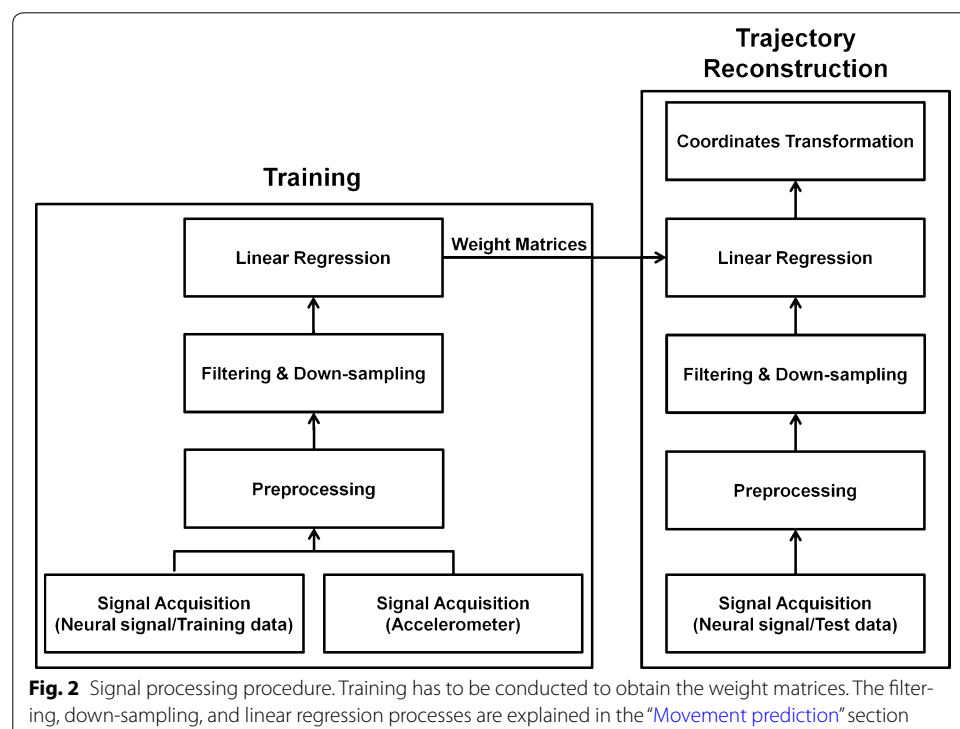 Trajectory
Reconstruction
Coordinates Transformation
Training
Linear Regression
Weight Matrices
Linear Regression
Filtering & Down-sampling
Filtering & Down-sampling
Preprocessing
Preprocessing
Signal Acquisition
(Neural signal/Training data)
Signal Acquisition
(Accelerometer)
Signal Acquisition
(Neural signal/Test data)
Fig. 2 Signal processing procedure. Training has to be conducted to obtain the weight matrices. The filter-
ing, down-sampling, and linear regression processes are explained in the “Movement prediction” section